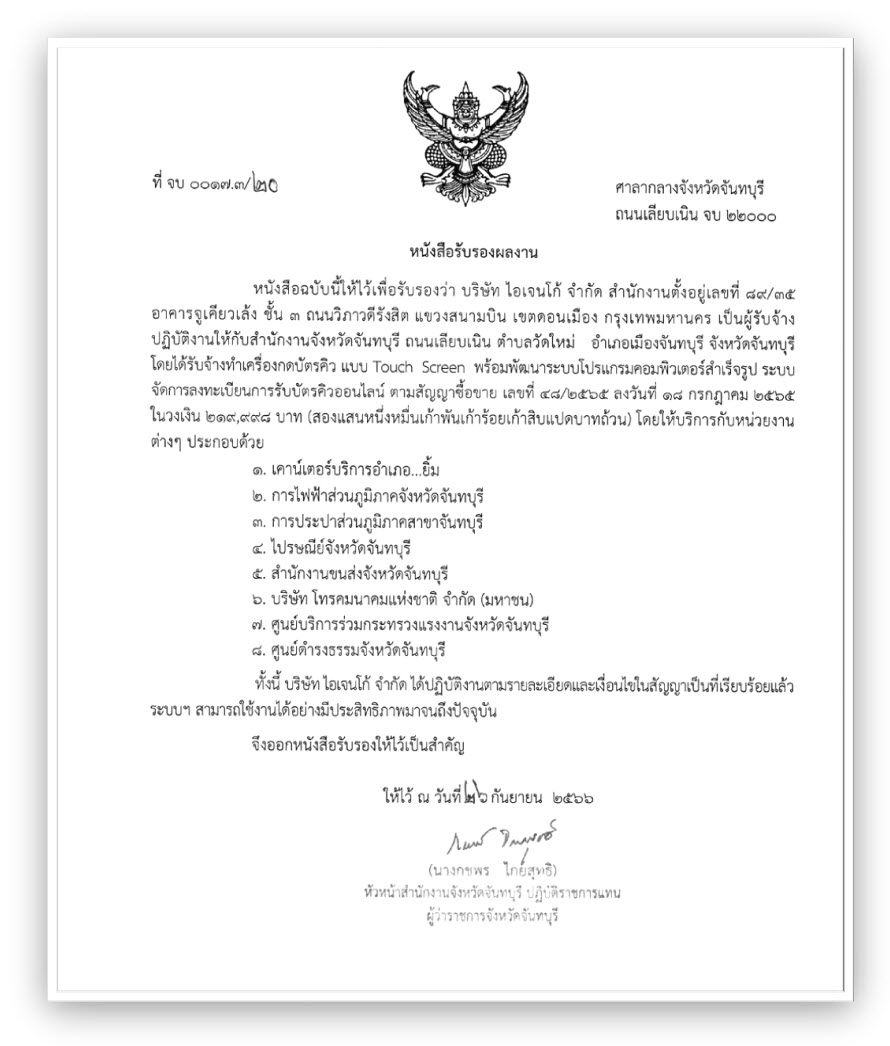 ที่ จบ ๐๐๑๗.๓/๒๐
ศาลากลางจังหวัดจันทบุรี
ถนนเลียบเนิน จบ ๒๒๐๐๐
หนังสือรับรองผลงาน
หนังสือฉบับนี้ให้ไว้เพื่อรับรองว่า บริษัท ไอเจนโก้ จำกัด สำนักงานตั้งอยู่เลขที่ ๘๙/๓๕
อาคารจูเคียวเล้ง ชั้น ๓ ถนนวิภาวดีรังสิต แขวงสนามบิน เขตดอนเมือง กรุงเทพมหานคร เป็นผู้รับจ้าง
ปฏิบัติงานให้กับสำนักงานจังหวัดจันทบุรี ถนนเลียบเนิน ตำบลวัดใหม่ อำเภอเมืองจันทบุรี จังหวัดจันทบุรี
โดยได้รับจ้างทำเครื่องกดบัตรคิว แบบ Touch Screen พร้อมพัฒนาระบบโปรแกรมคอมพิวเตอร์สำเร็จรูป ระบบ
จัดการลงทะเบียนการรับบัตรคิวออนไลน์ ตามสัญญาซื้อขาย เลขที่ ๔๘/๒๕๖๕ ลงวันที่ ๑๘ กรกฎาคม ๒๕๖๕
ในวงเงิน ๒๑๙,๙๙๘ บาท (สองแสนหนึ่งหมื่นเก้าพันเก้าร้อยเก้าสิบแปดบาทถ้วน) โดยให้บริการกับหน่วยงาน
ต่างๆ ประกอบด้วย
๑. เคาน์เตอร์บริการอำเภอ...ยิ้ม
๒. การไฟฟ้าส่วนภูมิภาคจังหวัดจันทบุรี
๓. การประปาส่วนภูมิภาคสาขาจันทบุรี
๔. ไปรษณีย์จังหวัดจันทบุรี
๕. สำนักงานขนส่งจังหวัดจันทบุรี
๖. บริษัท โทรคมนาคมแห่งชาติ จำกัด (มหาชน)
๗. ศูนย์บริการร่วมกระทรวงแรงงานจังหวัดจันทบุรี
๘. ศูนย์ดำรงธรรมจังหวัดจันทบุรี
ทั้งนี้ บริษัท ไอเจนโก้ จำกัด ได้ปฏิบัติงานตามรายละเอียดและเงื่อนไขในสัญญาเป็นที่เรียบร้อยแล้ว
ระบบฯ สามารถใช้งานได้อย่างมีประสิทธิภาพมาจนถึงปัจจุบัน
จึงออกหนังสือรับรองให้ไว้เป็นสำคัญ
ให้ไว้ ณ วันที่ ๒๖ กันยายน ๒๕๖๖
(นางกชพร ไกย์สุทธิ)
หัวหน้าสำนักงานจังหวัดจันทบุรี ปฏิบัติราชการแทน
ผู้ว่าราชการจังหวัดจันทบุรี